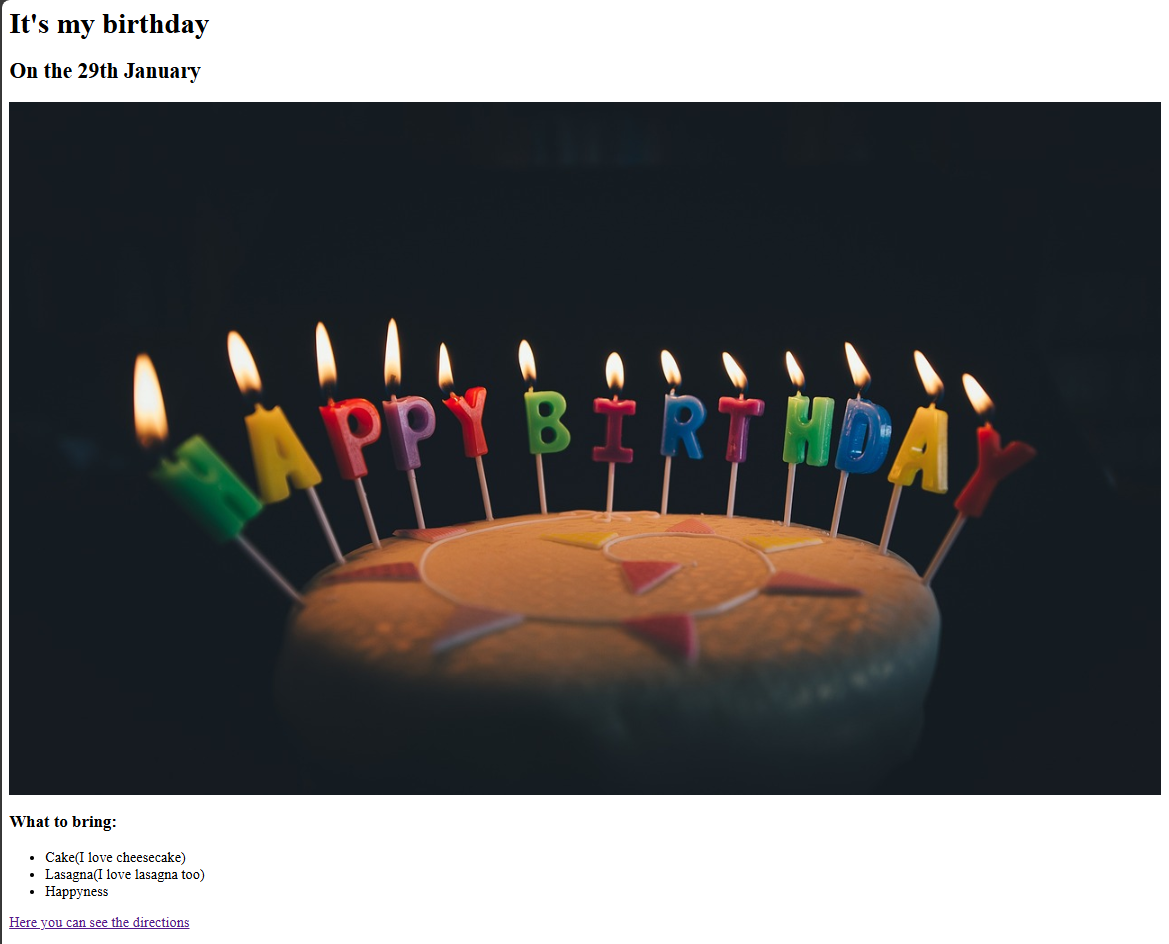 It's my birthday
On the 29th January
HAPPY BIRTHDAY
What to bring:
Cake(I love cheesecake)
Lasagna(I love lasagna too)
Happyness
Here you can see the directions